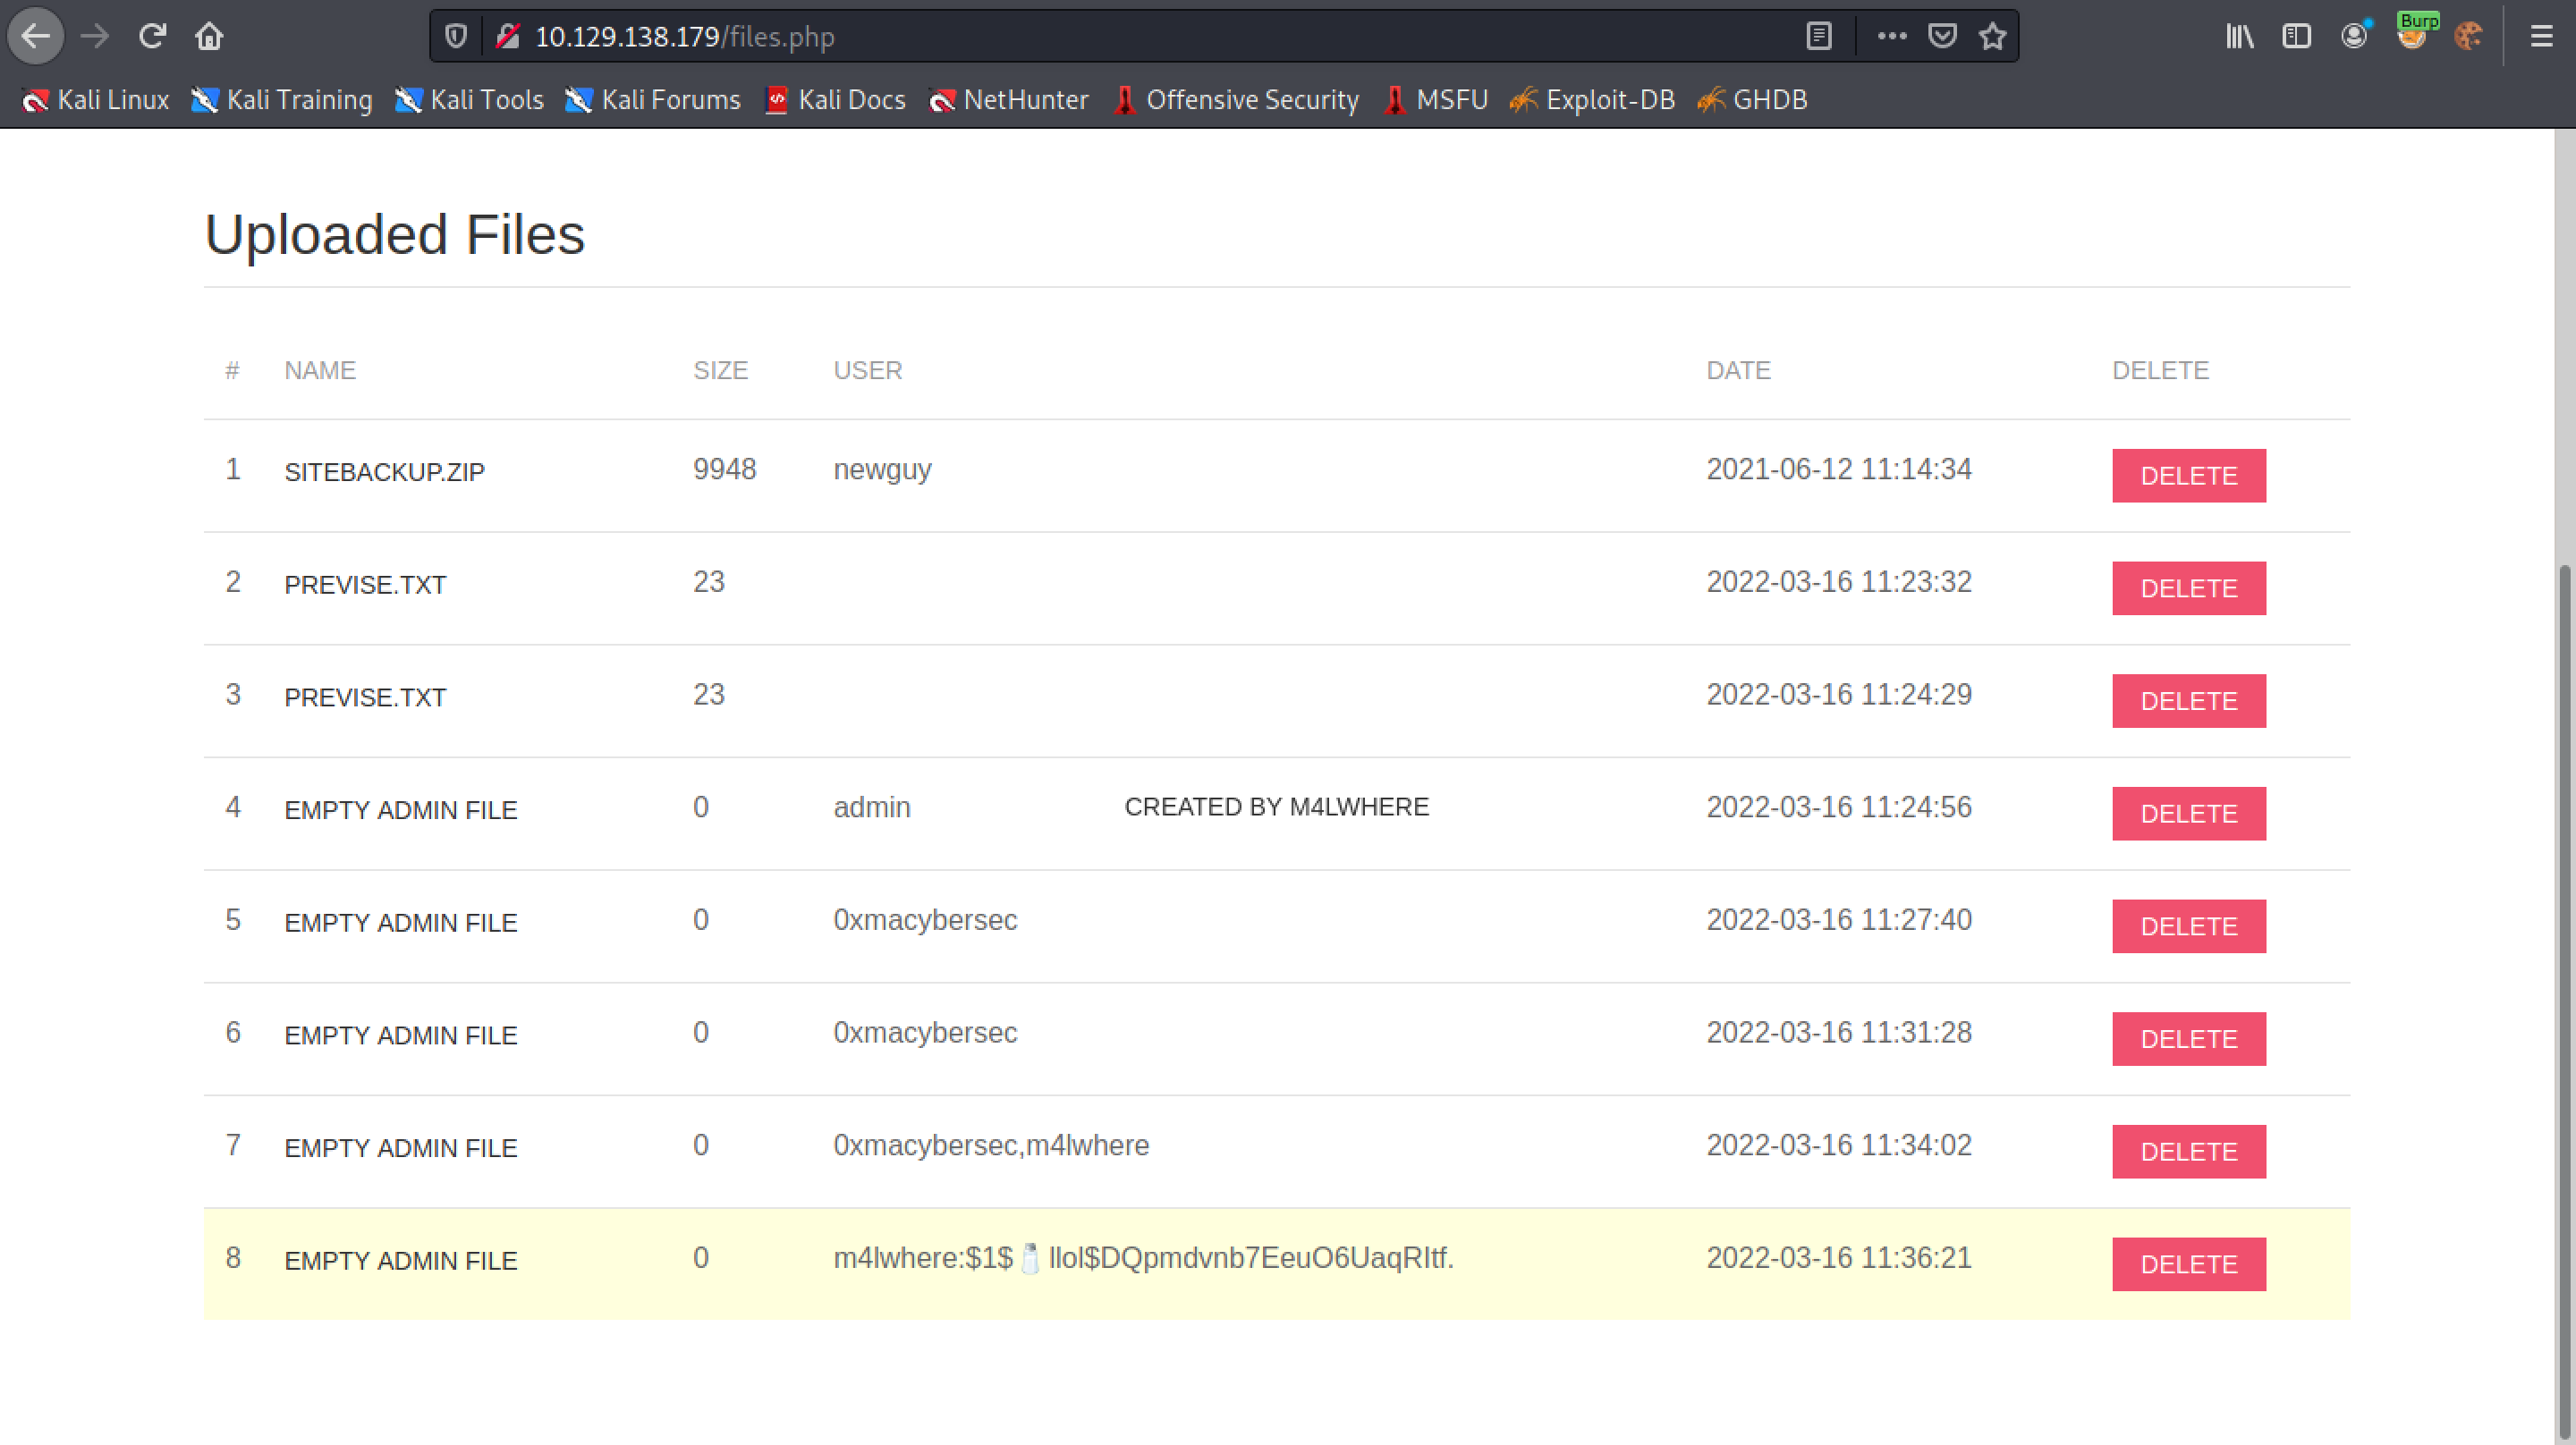 10.129.138.179/files.php
Burp
Kali Linux Kali Training Kali Tools Kali Forums Kali Docs NetHunter Offensive Security MSFU Exploit-DB GHDB
Uploaded Files
# NAME SIZE USER DATE DELETE
1 SITEBACKUP.ZIP 9948 newguy 2021-06-12 11:14:34 DELETE
2 PREVISE.TXT 23 2022-03-16 11:23:32 DELETE
3 PREVISE.TXT 23 2022-03-16 11:24:29 DELETE
4 EMPTY ADMIN FILE 0 admin CREATED BY M4LWHERE 2022-03-16 11:24:56 DELETE
5 EMPTY ADMIN FILE 0 0xmacybersec 2022-03-16 11:27:40 DELETE
6 EMPTY ADMIN FILE 0 0xmacybersec 2022-03-16 11:31:28 DELETE
7 EMPTY ADMIN FILE 0 0xmacybersec,m4lwhere 2022-03-16 11:34:02 DELETE
8 EMPTY ADMIN FILE 0 m4lwhere:$1$🧂llol$DQpmdvnb7EeuO6UaqRItf. 2022-03-16 11:36:21 DELETE